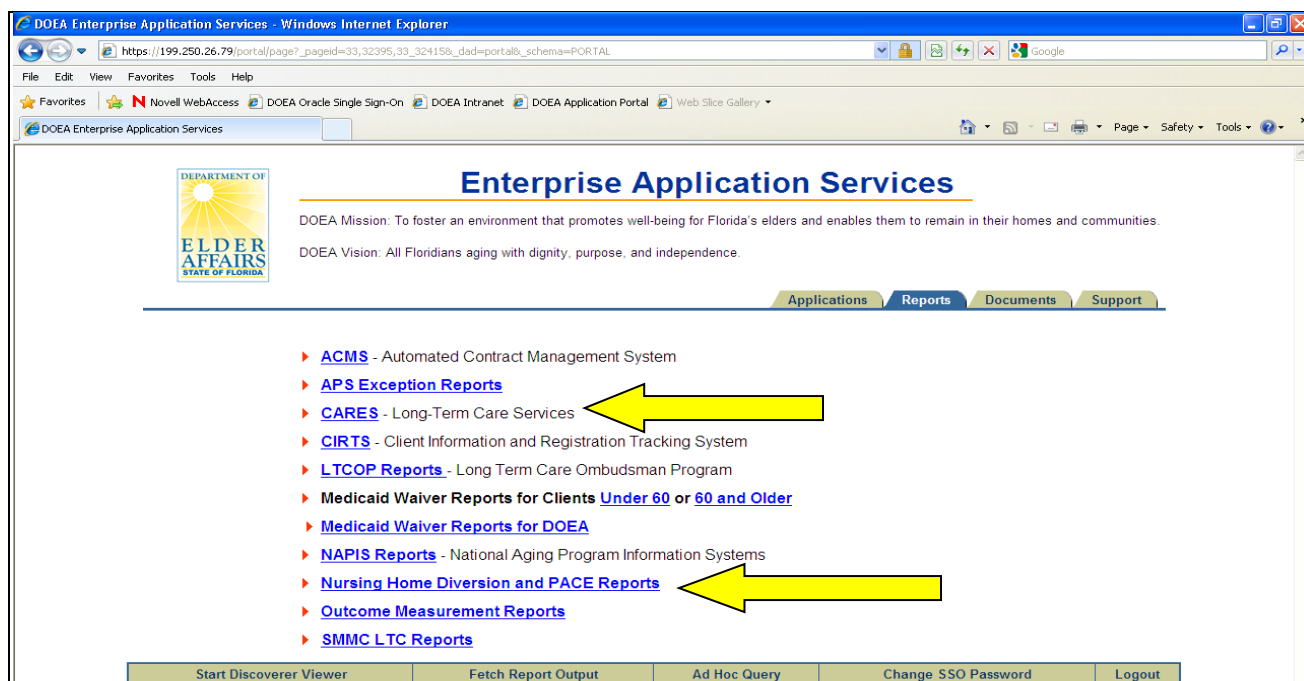 DOEA Enterprise Application Services - Windows Internet Explorer
https://199.250.26.79/portal/page?_pageid=33,32395,33_32415&_dad=portal&_schema=PORTAL
Google
File Edit View Favorites Tools Help
Favorites Novell WebAccess DOEA Oracle Single Sign-On DOEA Intranet DOEA Application Portal Web Slice Gallery
DOEA Enterprise Application Services
Page Safety Tools
DEPARTMENT OF
ELDER
AFFAIRS
STATE OF FLORIDA
Enterprise Application Services
DOEA Mission: To foster an environment that promotes well-being for Florida's elders and enables them to remain in their homes and communities.
DOEA Vision: All Floridians aging with dignity, purpose, and independence.
Applications Reports Documents Support
ACMS - Automated Contract Management System
APS Exception Reports
CARES - Long-Term Care Services
CIRTS - Client Information and Registration Tracking System
LTCOP Reports - Long Term Care Ombudsman Program
Medicaid Waiver Reports for Clients Under 60 or 60 and Older
Medicaid Waiver Reports for DOEA
NAPIS Reports - National Aging Program Information Systems
Nursing Home Diversion and PACE Reports
Outcome Measurement Reports
SMMC LTC Reports
Start Discoverer Viewer Fetch Report Output Ad Hoc Query Change SSO Password Logout